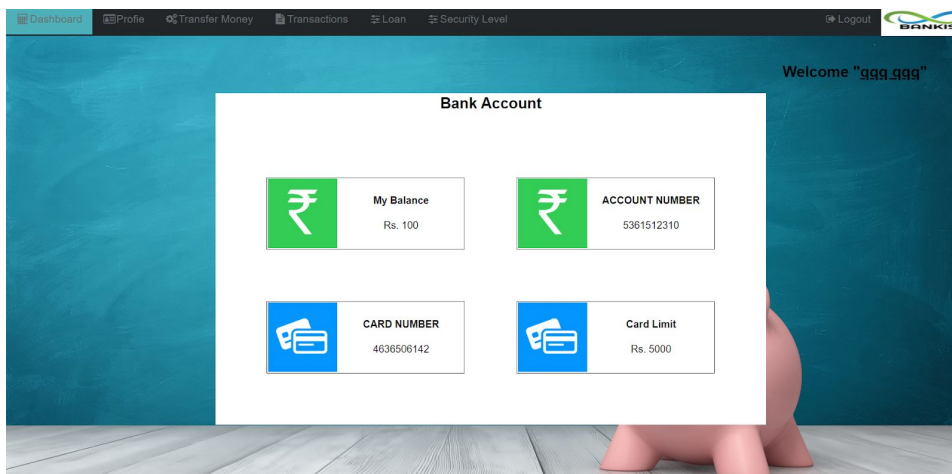 Dashboard Profie Transfer Money Transactions Loan Security Level Logout
BANKIS
Welcome "qqq qqq"
Bank Account
My Balance
Rs. 100
ACCOUNT NUMBER
5361512310
CARD NUMBER
4636506142
Card Limit
Rs. 5000